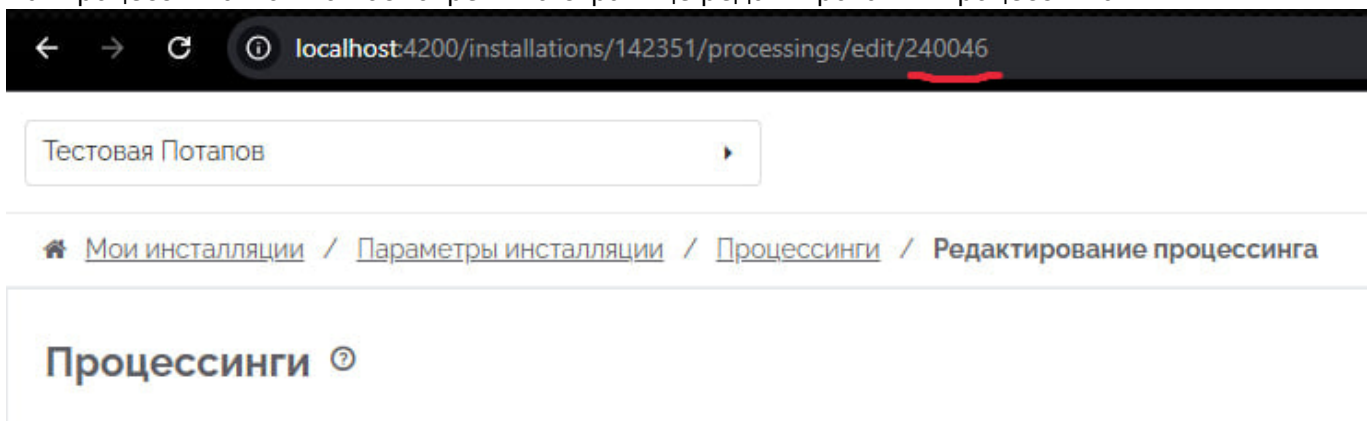 localhost:4200/installations/142351/processings/edit/240046
Тестовая Потапов
Мои инсталляции / Параметры инсталляции / Процессинги / Редактирование процессинга
Процессинги